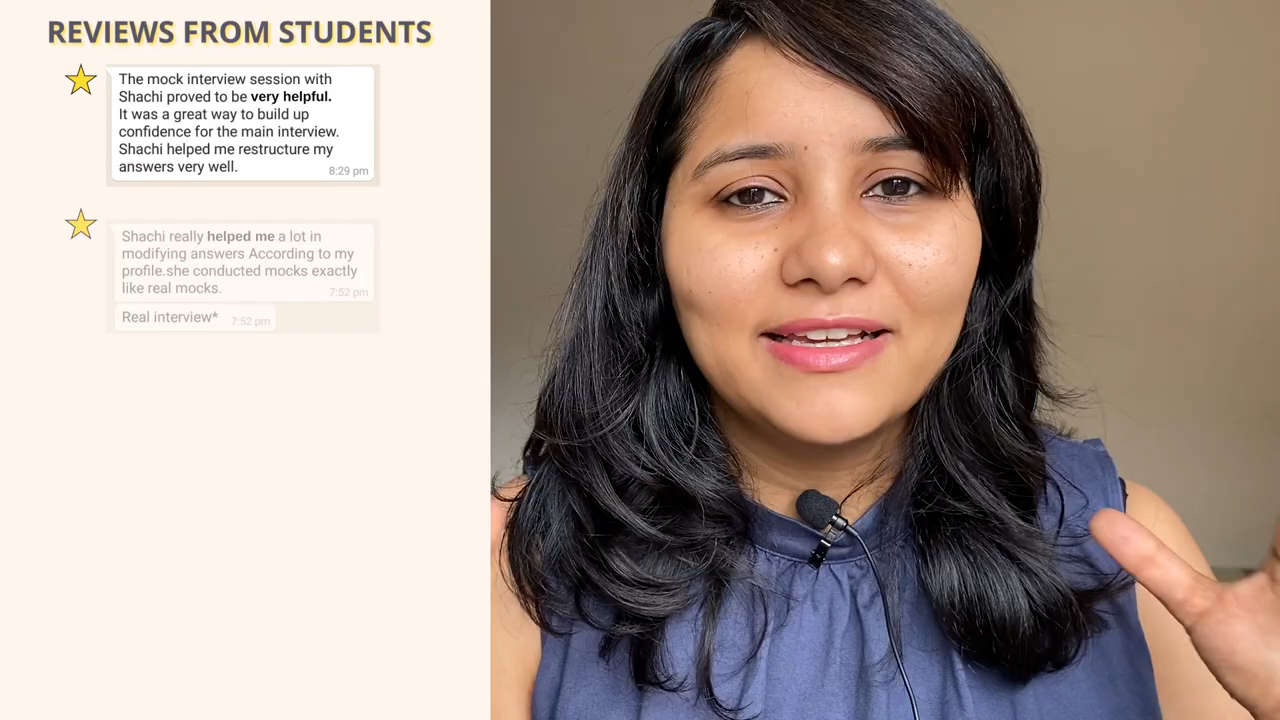 REVIEWS FROM STUDENTS
The mock interview session with
Shachi proved to be very helpful.
It was a great way to build up
confidence for the main interview.
Shachi helped me restructure my
answers very well.
8:29 pm
Shachi really helped me a lot in
modifying answers According to my
profile.she conducted mocks exactly
like real mocks.
7:52 pm
Real interview*
7:52 pm